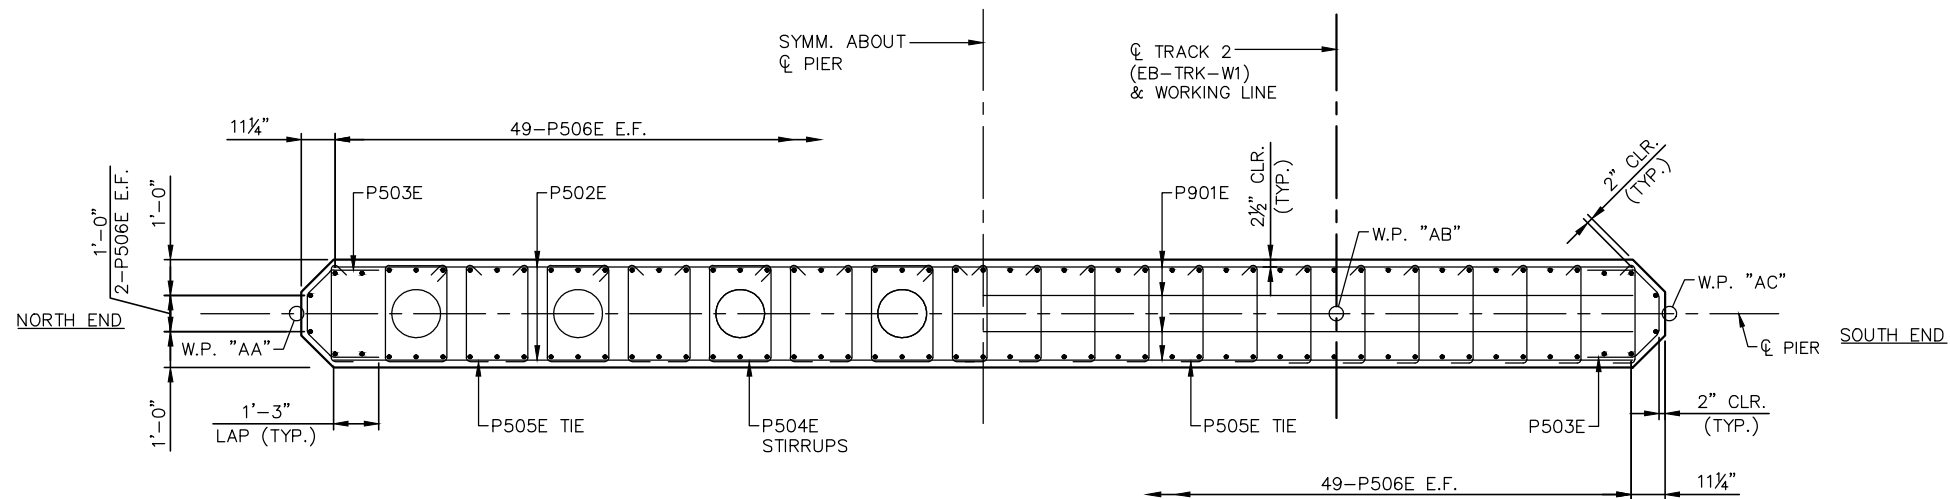 SYMM. ABOUT
℄ PIER
℄ TRACK 2
(EB-TRK-W1)
& WORKING LINE
11¼"
49-P506E E.F.
1'-0"
2-P506E E.F.
1'-0"
P503E
P502E
P901E
2½" CLR.
(TYP.)
2" CLR.
(TYP.)
W.P. "AB"
W.P. "AC"
NORTH END
W.P. "AA"
℄ PIER
SOUTH END
1'-0"
1'-3"
LAP (TYP.)
P505E TIE
P504E
STIRRUPS
P505E TIE
P503E
2" CLR.
(TYP.)
49-P506E E.F.
11¼"